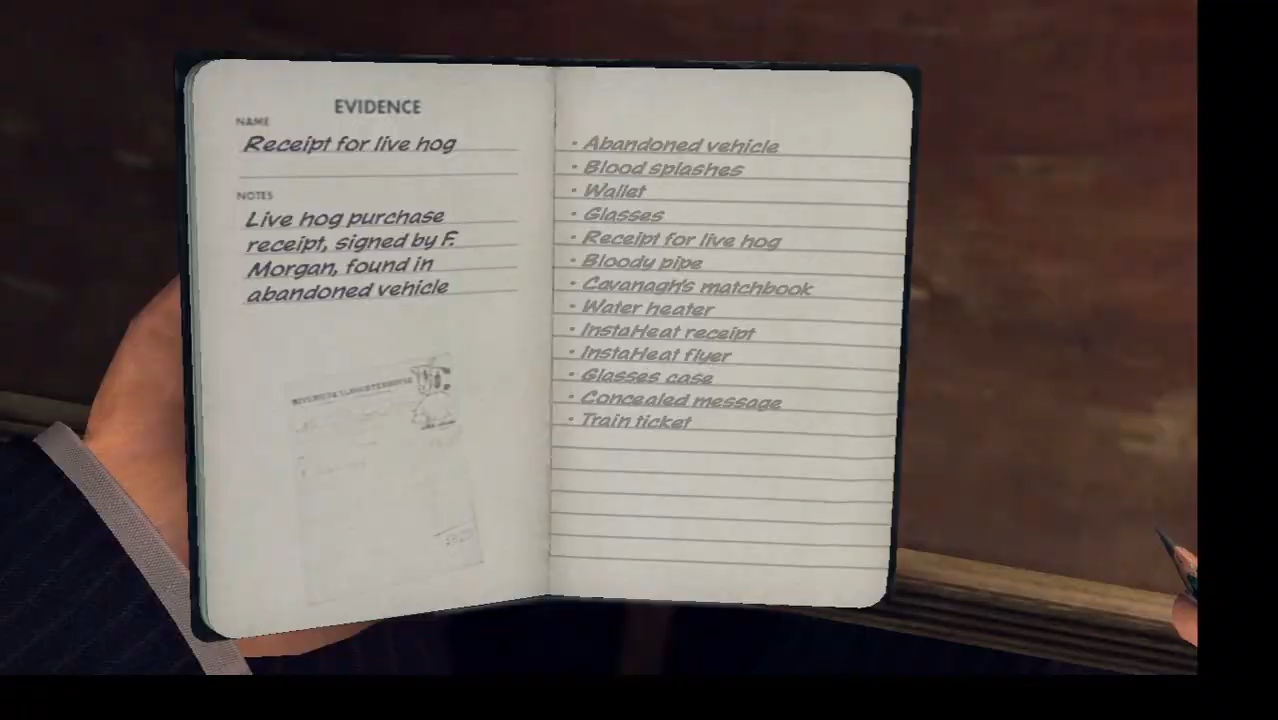 EVIDENCE
NAME
Receipt for live hog
NOTES
Live hog purchase
receipt, signed by F.
Morgan, found in
abandoned vehicle
• Abandoned vehicle
• Blood splashes
• Wallet
• Glasses
• Receipt for live hog
• Bloody pipe
• Cavanagh's matchbook
• Water heater
• InstaHeat receipt
• InstaHeat flyer
• Glasses case
• Concealed message
• Train ticket